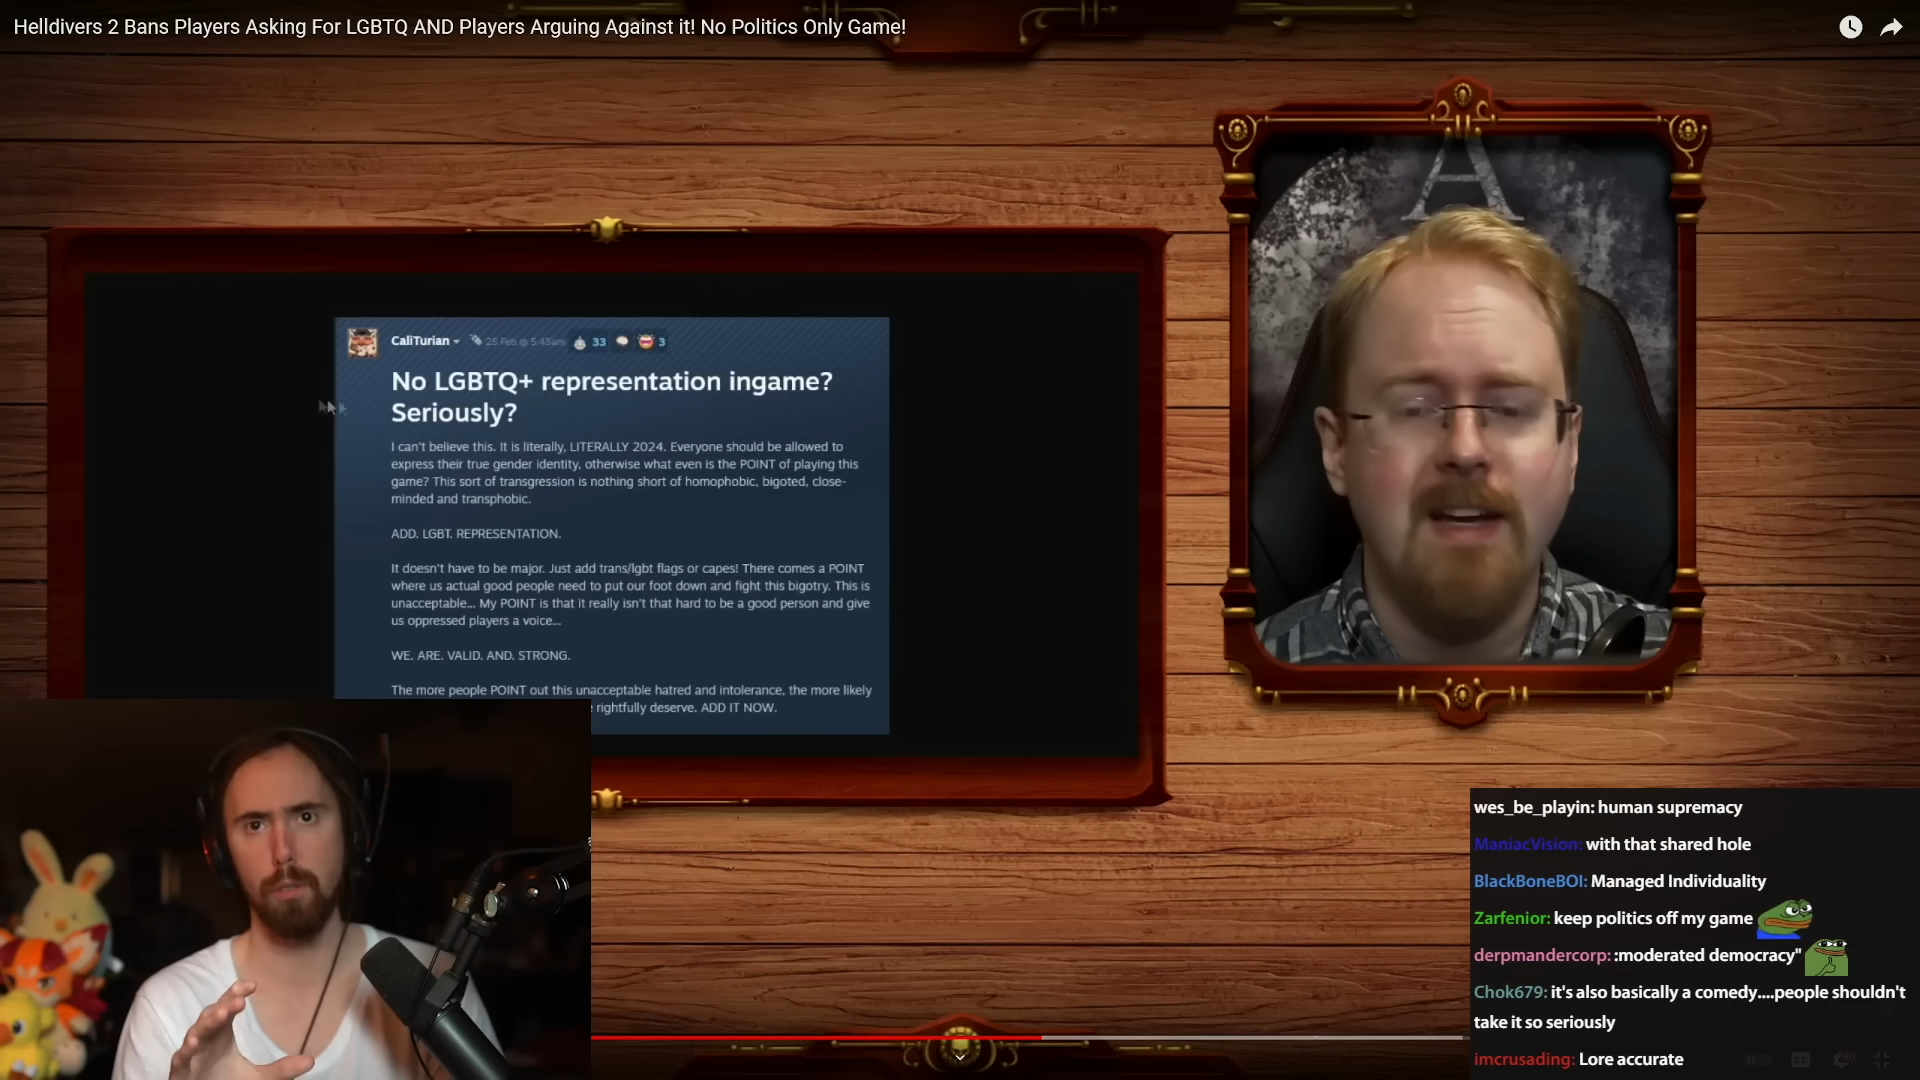 Helldivers 2 Bans Players Asking For LGBTQ AND Players Arguing Against it! No Politics Only Game!
A
CaliTurian 25 Feb @ 5:45am 33 3
No LGBTQ+ representation ingame?
Seriously?
I can't believe this. It is literally, LITERALLY 2024. Everyone should be allowed to
express their true gender identity, otherwise what even is the POINT of playing this
game? This sort of transgression is nothing short of homophobic, bigoted, close-
minded and transphobic.
ADD. LGBT. REPRESENTATION.
It doesn't have to be major. Just add trans/lgbt flags or capes! There comes a POINT
where us actual good people need to put our foot down and fight this bigotry. This is
unacceptable... My POINT is that it really isn't that hard to be a good person and give
us oppressed players a voice...
WE. ARE. VALID. AND. STRONG.
The more people POINT out this unacceptable hatred and intolerance, the more likely
rightfully deserve. ADD IT NOW.
wes_be_playin: human supremacy
ManiacVision: with that shared hole
BlackBoneBOI: Managed Individuality
Zarfenior: keep politics off my game
derpmandercorp: :moderated democracy"
Chok679: it's also basically a comedy....people shouldn't
take it so seriously
imcrusading: Lore accurate